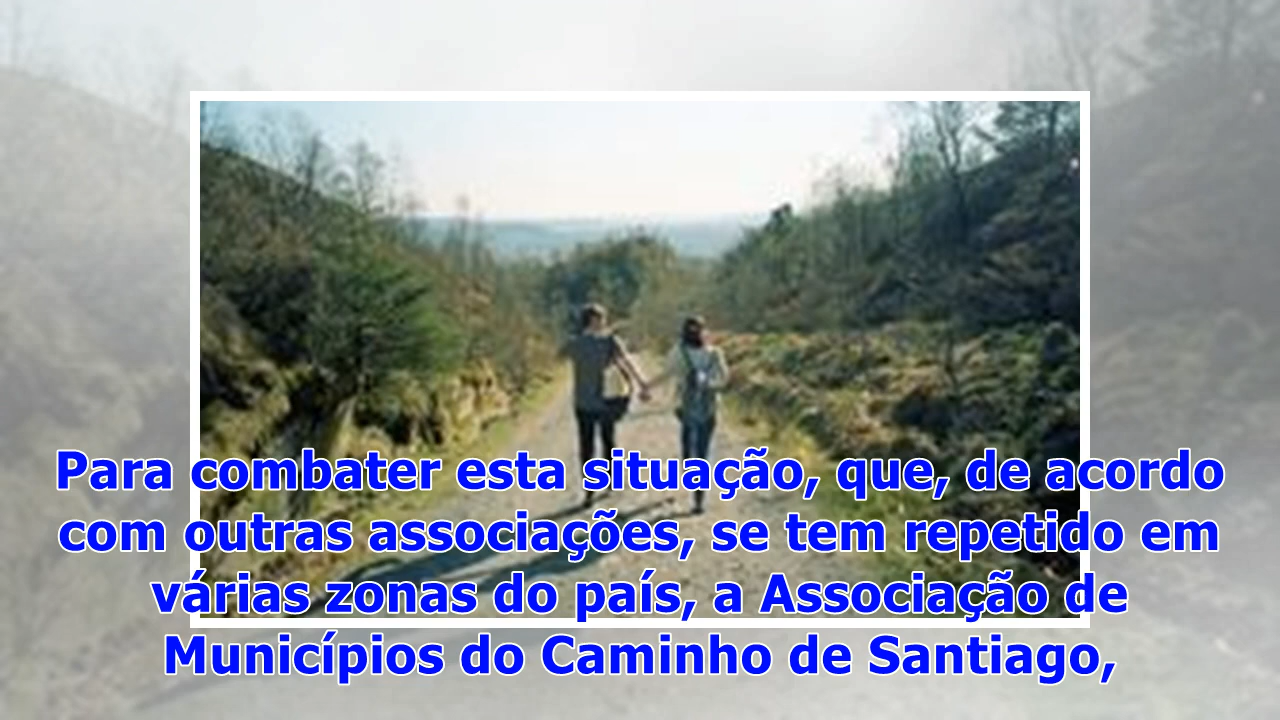 Para combater esta situação, que, de acordo
com outras associações, se tem repetido em
várias zonas do país, a Associação de
Municípios do Caminho de Santiago,